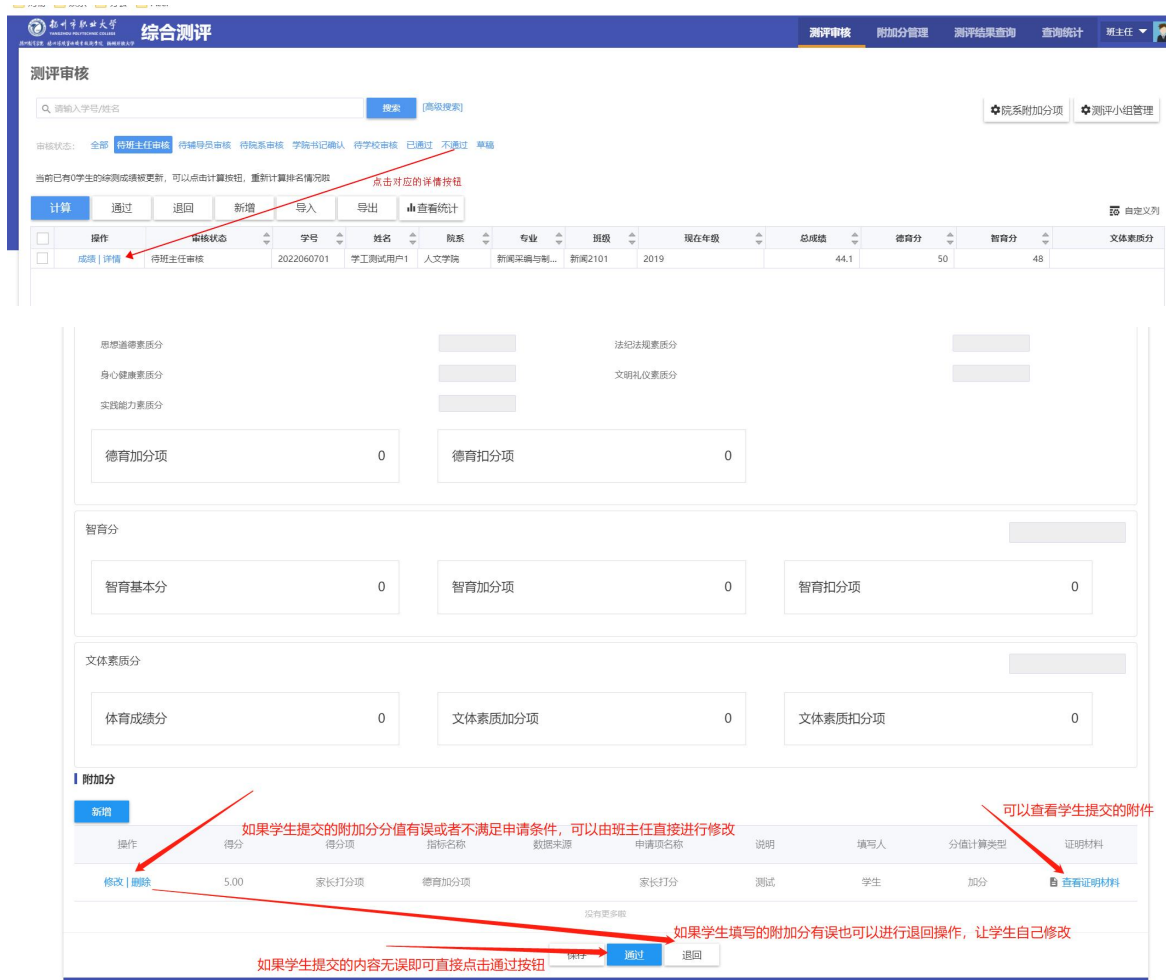 扬州市职业大学
YANGZHOU POLYTECHNIC COLLEGE
综合测评
测评审核 附加分管理 测评结果查询 查询统计 班主任
测评审核
请输入学号/姓名 搜索 [高级搜索] 院系附加分项 测评小组管理
审核状态: 全部 待班主任审核 待辅导员审核 待院系审核 学院书记确认 待学校审核 已通过 不通过 草稿
当前已有0学生的综测成绩被更新，可以点击计算按钮，重新计算排名情况啦
点击对应的详情按钮
计算 通过 退回 新增 导入 导出 查看统计 自定义列
操作 审核状态 学号 姓名 院系 专业 班级 现在年级 总成绩 德育分 智育分 文体素质分
成绩 | 详情 待班主任审核 2022060701 学工测试用户1 人文学院 新闻采编与制... 新闻2101 2019 44.1 50 48
思想道德素质分 法纪法规素质分
身心健康素质分 文明礼仪素质分
实践能力素质分
德育加分项 0 德育扣分项 0
智育分
智育基本分 0 智育加分项 0 智育扣分项 0
文体素质分
体育成绩分 0 文体素质加分项 0 文体素质扣分项 0
附加分
新增
可以查看学生提交的附件
如果学生提交的附加分分值有误或者不满足申请条件，可以由班主任直接进行修改
操作 得分 得分项 指标名称 数据来源 申请项名称 说明 填写人 分值计算类型 证明材料
修改 | 删除 5.00 家长打分项 德育加分项 家长打分 测试 学生 加分 查看证明材料
没有更多啦
如果学生填写的附加分有误也可以进行退回操作，让学生自己修改
保存 通过 退回
如果学生提交的内容无误即可直接点击通过按钮